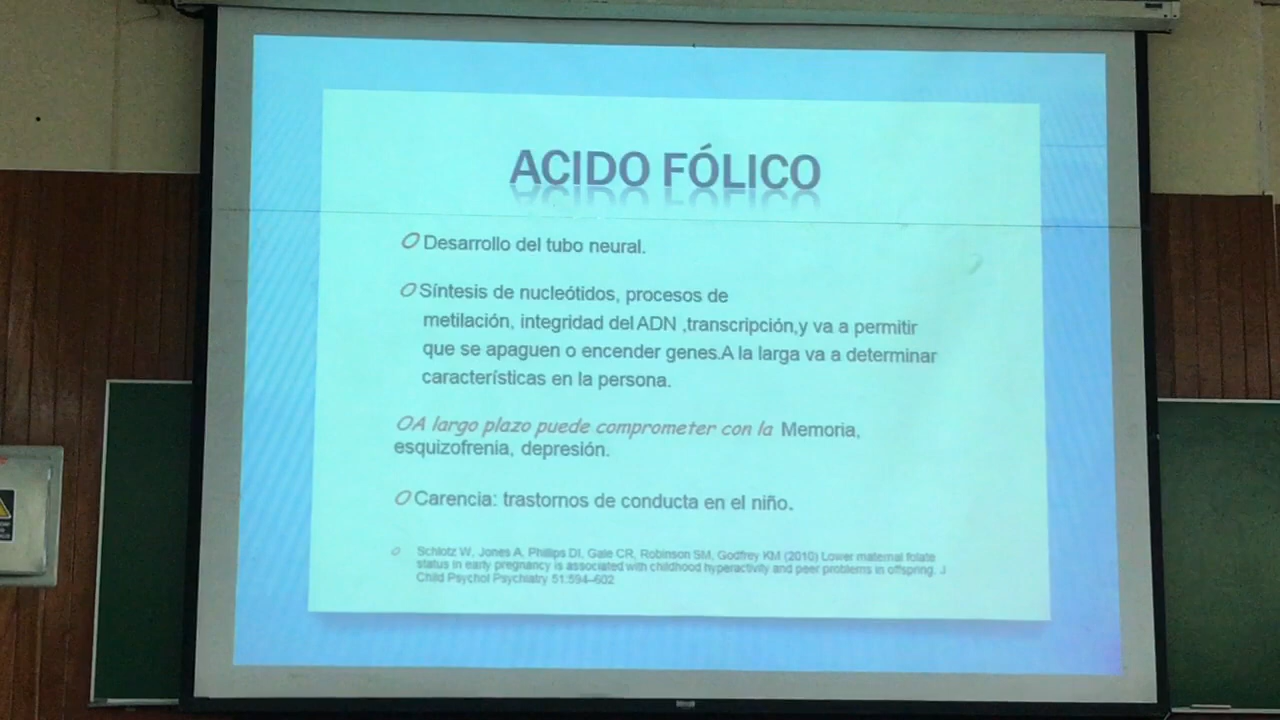 ACIDO FÓLICO
Desarrollo del tubo neural.
Síntesis de nucleótidos, procesos de
metilación, integridad del ADN ,transcripción,y va a permitir
que se apaguen o encender genes.A la larga va a determinar
características en la persona.
A largo plazo puede comprometer con la Memoria,
esquizofrenia, depresión.
Carencia: trastornos de conducta en el niño.
Schlotz W, Jones A, Phillips DI, Gale CR, Robinson SM, Godfrey KM (2010) Lower maternal folate
status in early pregnancy is associated with childhood hyperactivity and peer problems in offspring. J
Child Psychol Psychiatry 51:594–602